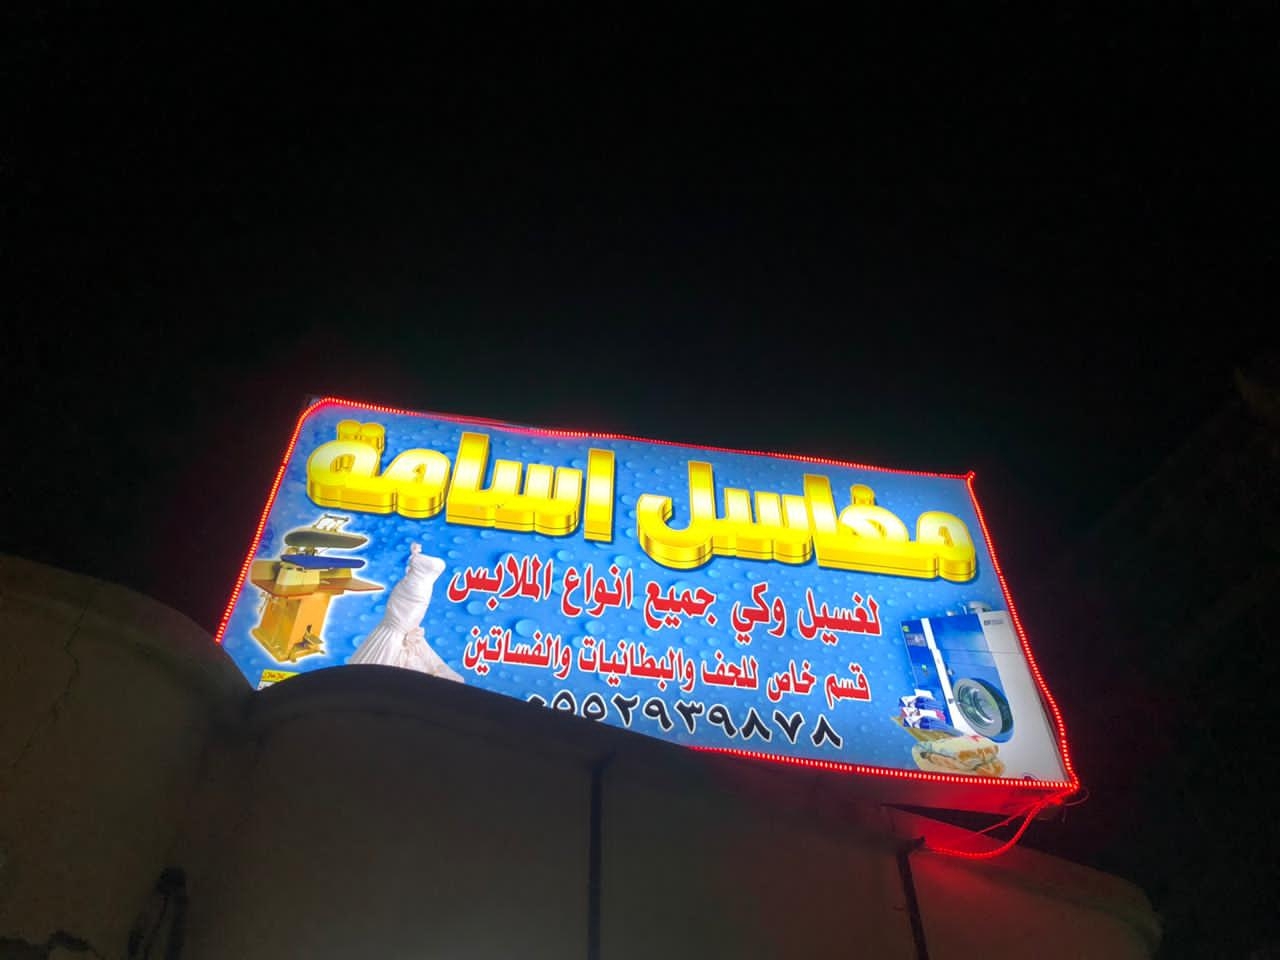 مغاسل اسامة
لغسيل وكي جميع انواع الملابس
قسم خاص للحف والبطانيات والفساتين
٠٥٥٢٩٣٩٨٧٨